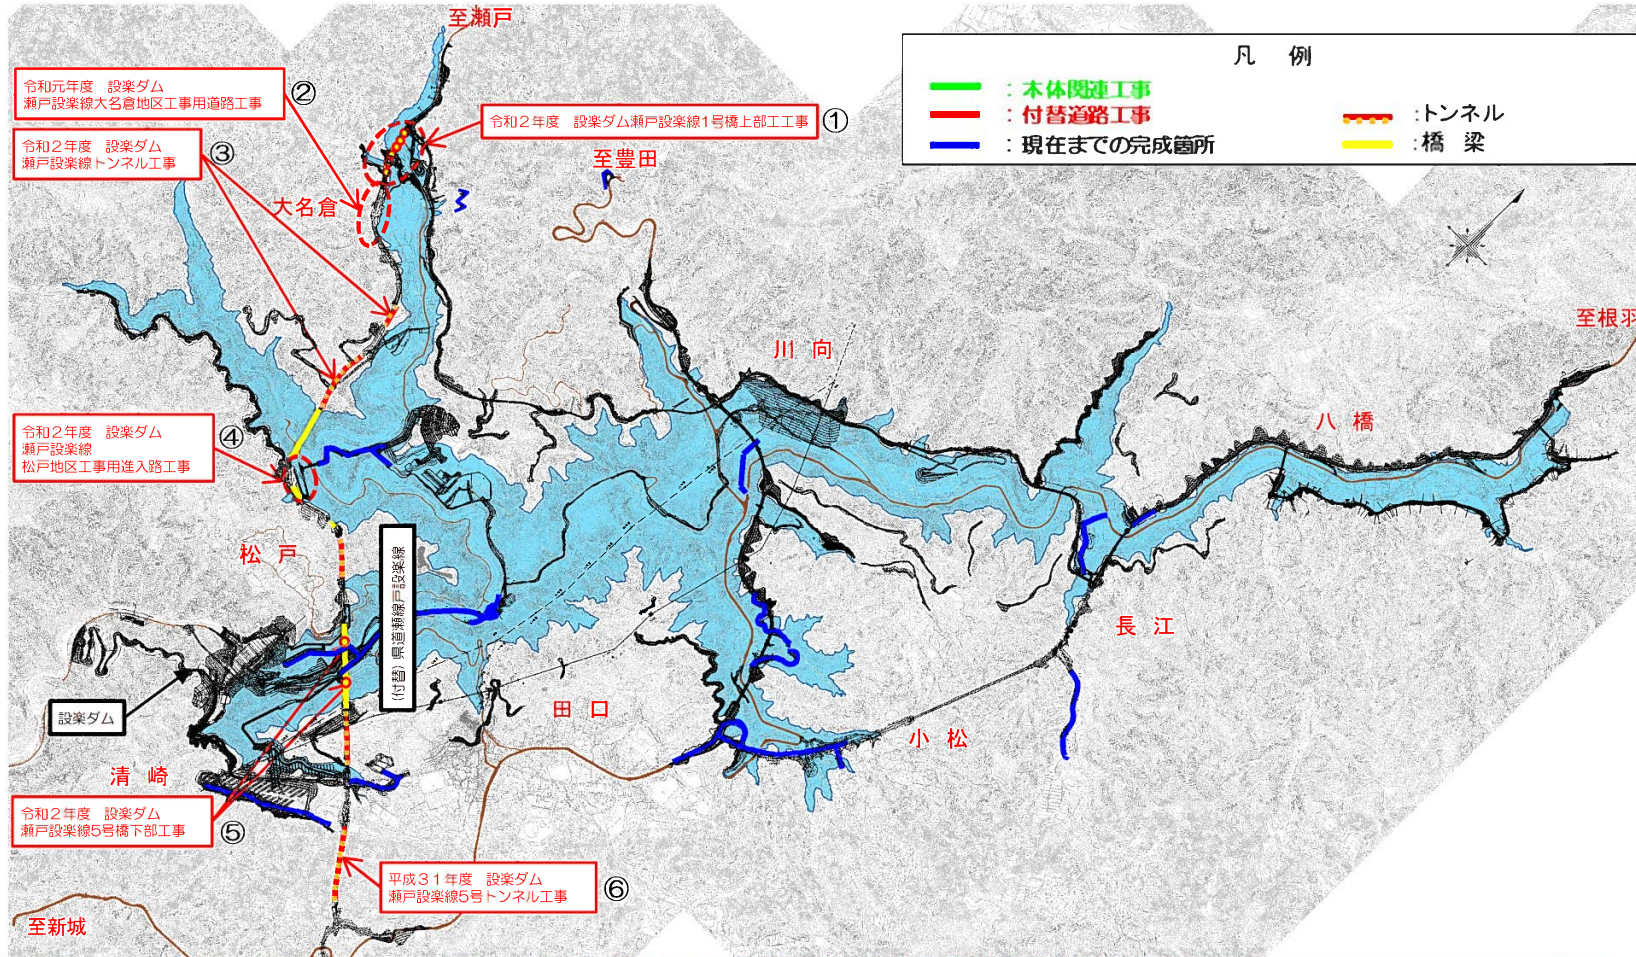 至瀬戸
凡 例
：本体関連工事
：付替道路工事
：現在までの完成箇所
：トンネル
：橋 梁
令和元年度 設楽ダム
瀬戸設楽線大名倉地区工事用道路工事
②
令和２年度 設楽ダム瀬戸設楽線1号橋上部工工事
①
令和２年度 設楽ダム
瀬戸設楽線トンネル工事
③
至豊田
大名倉
至根羽
川 向
八 橋
令和２年度 設楽ダム
瀬戸設楽線
松戸地区工事用進入路工事
④
松 戸
(付替) 県道瀬線戸設楽線
長 江
設楽ダム
田 口
小 松
清 崎
令和２年度 設楽ダム
瀬戸設楽線5号橋下部工事
⑤
平成３１年度 設楽ダム
瀬戸設楽線5号トンネル工事
⑥
至新城